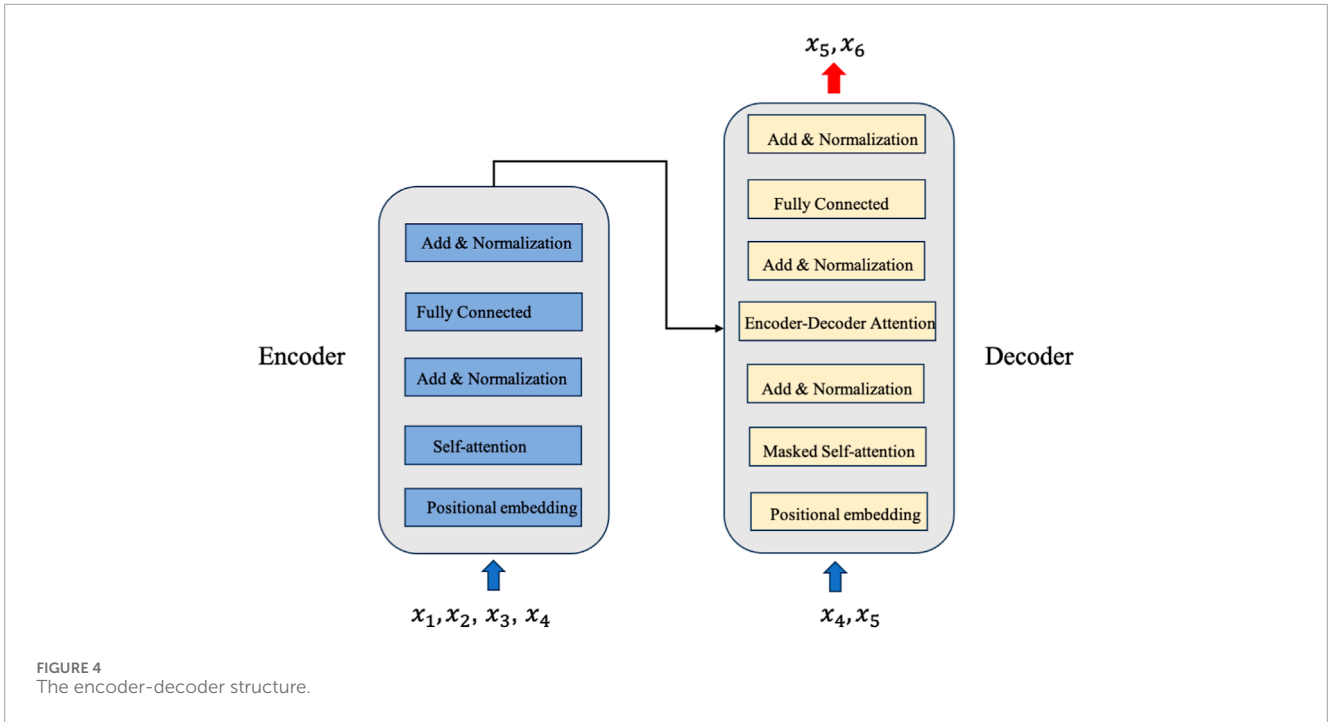 x₅, x₆
Add & Normalization
Fully Connected
Add & Normalization
Encoder-Decoder Attention
Add & Normalization
Masked Self-attention
Positional embedding
x₄, x₅
Decoder
Encoder
Add & Normalization
Fully Connected
Add & Normalization
Self-attention
Positional embedding
x₁, x₂, x₃, x₄
FIGURE 4
The encoder-decoder structure.